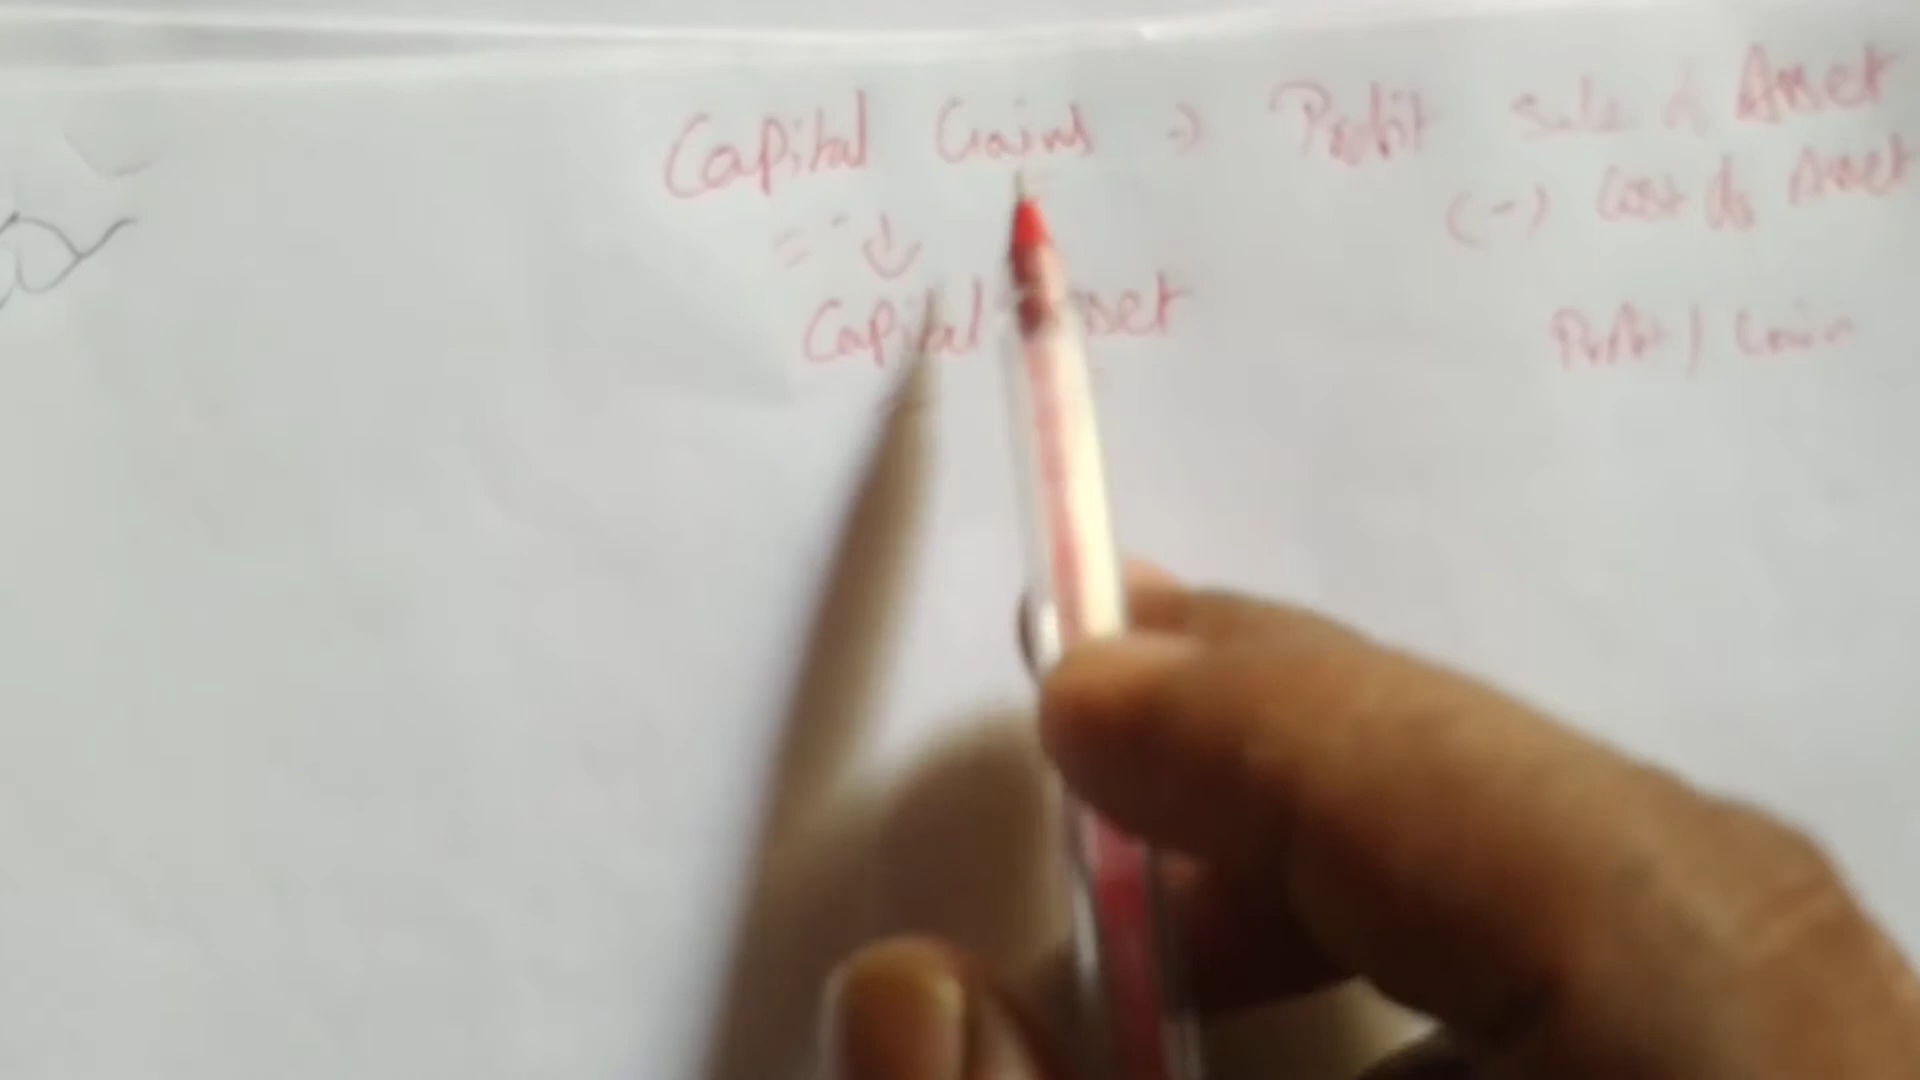 Capital Gains → Profit Sale of Asset
(-) Cost of Asset
= ↓
Capital Asset
Profit / Gain